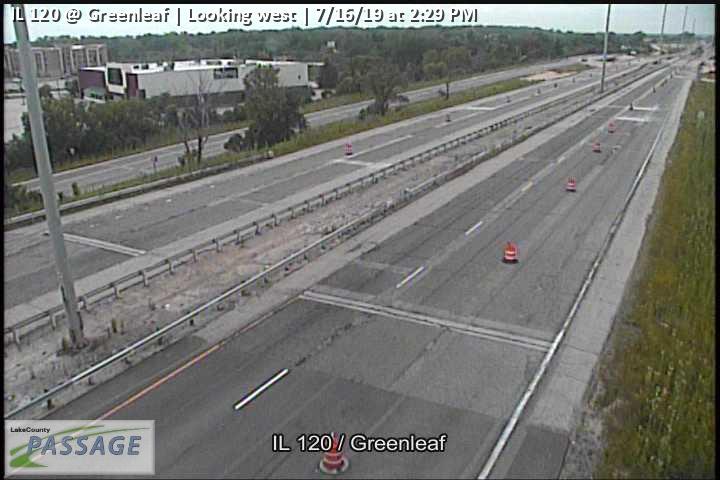 IL 120 @ Greenleaf | Looking west | 7/16/19 at 2:29 PM
IL 120 / Greenleaf
LakeCounty
PASSAGE